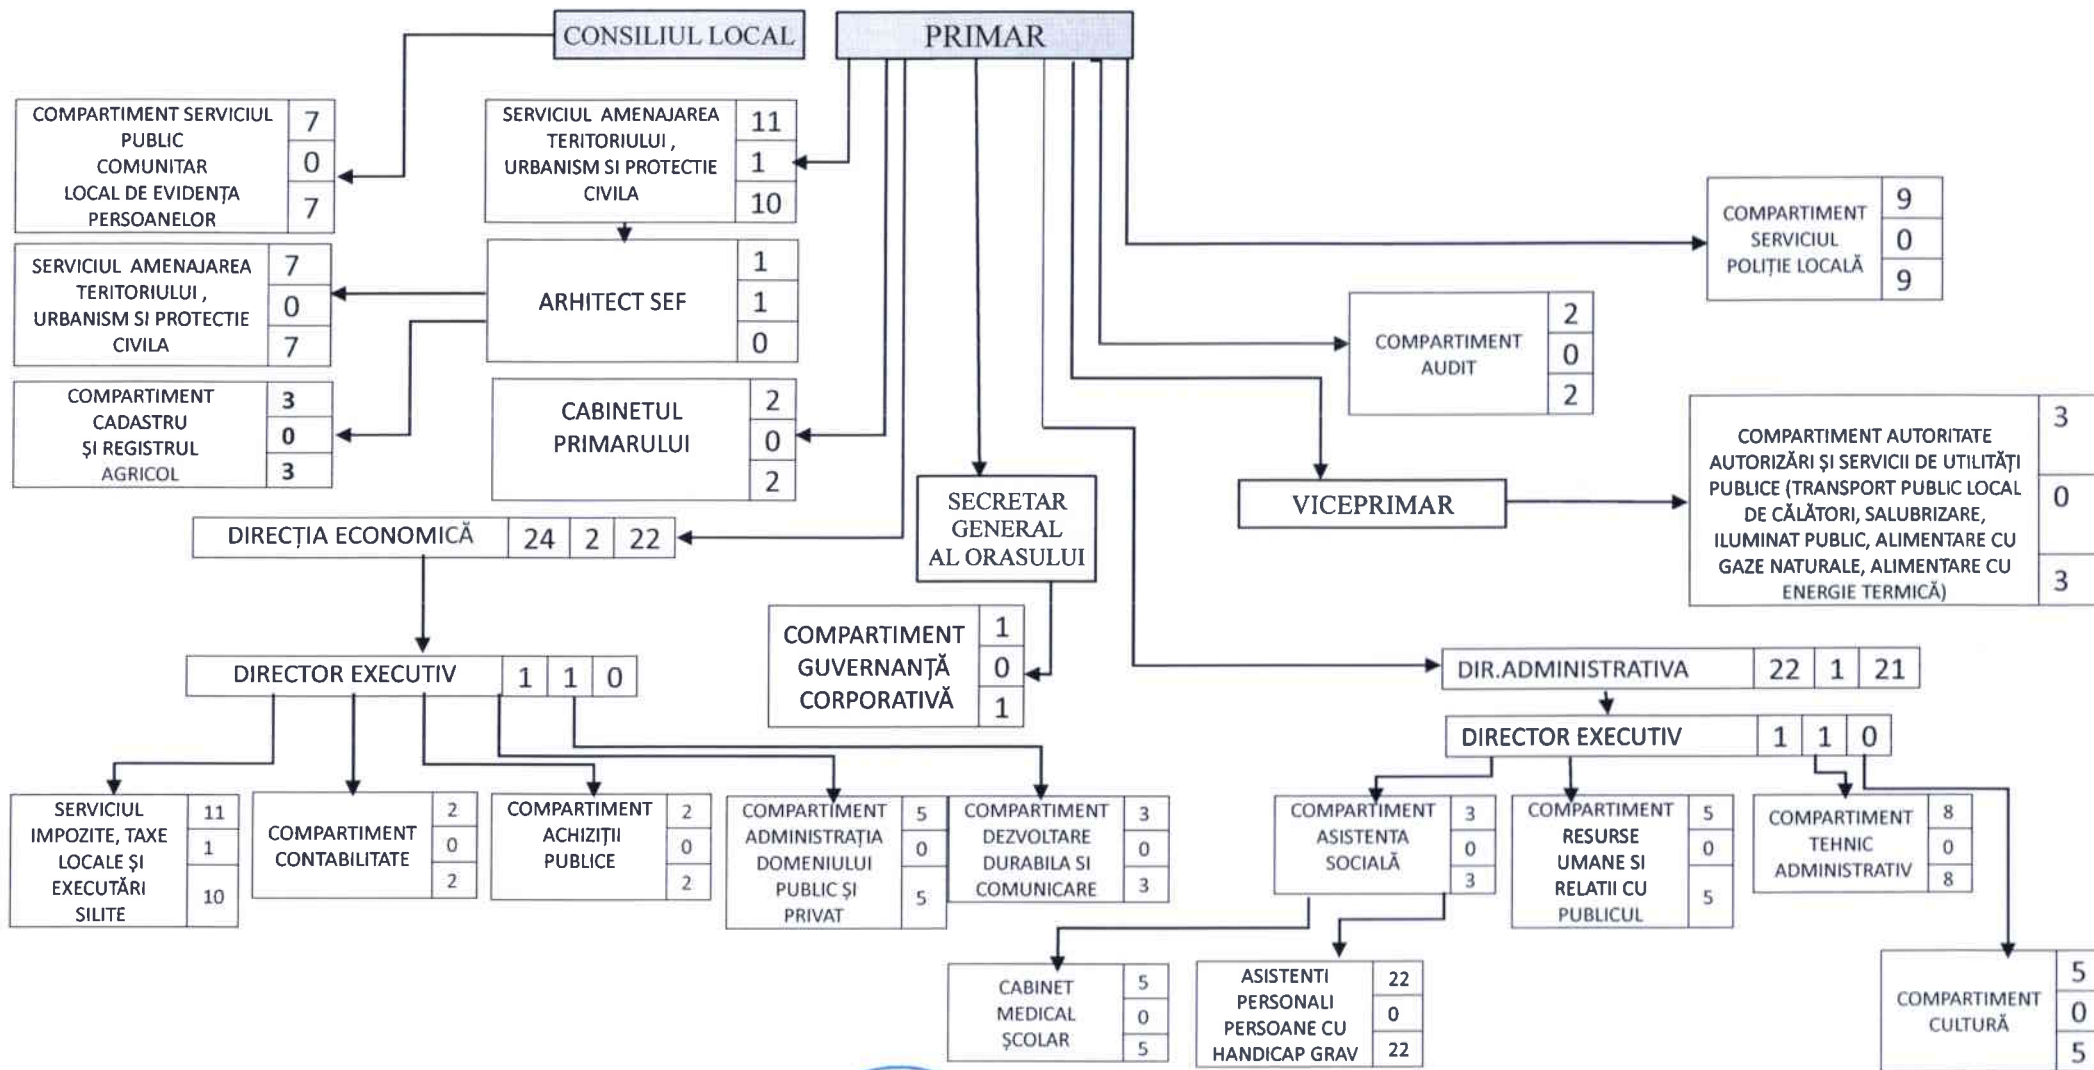 CONSILIUL LOCAL
PRIMAR
COMPARTIMENT SERVICIUL
PUBLIC
COMUNITAR
LOCAL DE EVIDENȚA
PERSOANELOR
7
0
7
SERVICIUL AMENAJAREA
TERITORIULUI ,
URBANISM SI PROTECTIE
CIVILA
11
1
10
COMPARTIMENT
SERVICIUL
POLIȚIE LOCALĂ
9
0
9
SERVICIUL AMENAJAREA
TERITORIULUI ,
URBANISM SI PROTECTIE
CIVILA
7
0
7
ARHITECT SEF
1
1
0
COMPARTIMENT
AUDIT
2
0
2
COMPARTIMENT
CADASTRU
ȘI REGISTRUL
AGRICOL
3
0
3
CABINETUL
PRIMARULUI
2
0
2
SECRETAR
GENERAL
AL ORASULUI
VICEPRIMAR
COMPARTIMENT AUTORITATE
AUTORIZĂRI ȘI SERVICII DE UTILITĂȚI
PUBLICE (TRANSPORT PUBLIC LOCAL
DE CĂLĂTORI, SALUBRIZARE,
ILUMINAT PUBLIC, ALIMENTARE CU
GAZE NATURALE, ALIMENTARE CU
ENERGIE TERMICĂ)
3
0
3
DIRECȚIA ECONOMICĂ 24 2 22
COMPARTIMENT
GUVERNANȚĂ
CORPORATIVĂ
1
0
1
DIRECTOR EXECUTIV 1 1 0
DIR.ADMINISTRATIVA 22 1 21
DIRECTOR EXECUTIV 1 1 0
SERVICIUL
IMPOZITE, TAXE
LOCALE ȘI
EXECUTĂRI
SILITE
11
1
10
COMPARTIMENT
CONTABILITATE
2
0
2
COMPARTIMENT
ACHIZIȚII
PUBLICE
2
0
2
COMPARTIMENT
ADMINISTRAȚIA
DOMENIULUI
PUBLIC ȘI
PRIVAT
5
0
5
COMPARTIMENT
DEZVOLTARE
DURABILA SI
COMUNICARE
3
0
3
COMPARTIMENT
ASISTENTA
SOCIALĂ
3
0
3
COMPARTIMENT
RESURSE
UMANE SI
RELATII CU
PUBLICUL
5
0
5
COMPARTIMENT
TEHNIC
ADMINISTRATIV
8
0
8
CABINET
MEDICAL
ȘCOLAR
5
0
5
ASISTENTI
PERSONALI
PERSOANE CU
HANDICAP GRAV
22
0
22
COMPARTIMENT
CULTURĂ
5
0
5